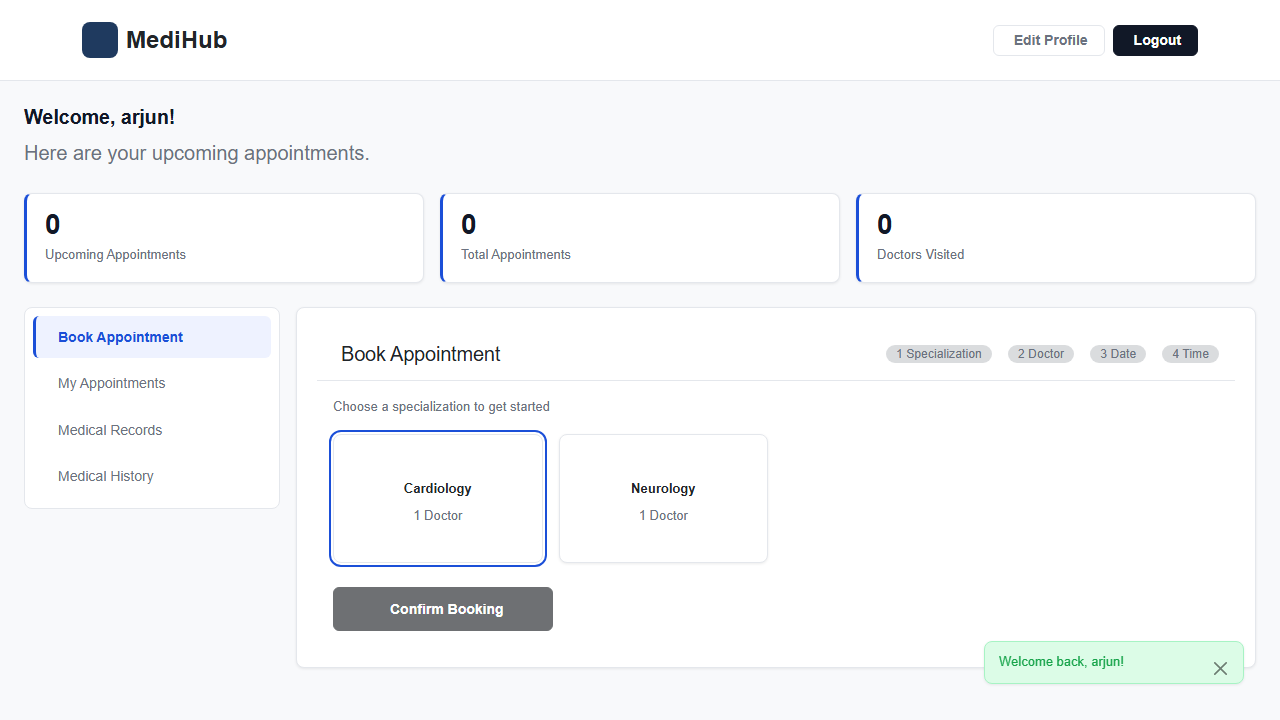 MediHub
Edit Profile
Logout
Welcome, arjun!
Here are your upcoming appointments.
0
Upcoming Appointments
0
Total Appointments
0
Doctors Visited
Book Appointment
My Appointments
Medical Records
Medical History
Book Appointment
1 Specialization
2 Doctor
3 Date
4 Time
Choose a specialization to get started
Cardiology
1 Doctor
Neurology
1 Doctor
Confirm Booking
Welcome back, arjun!